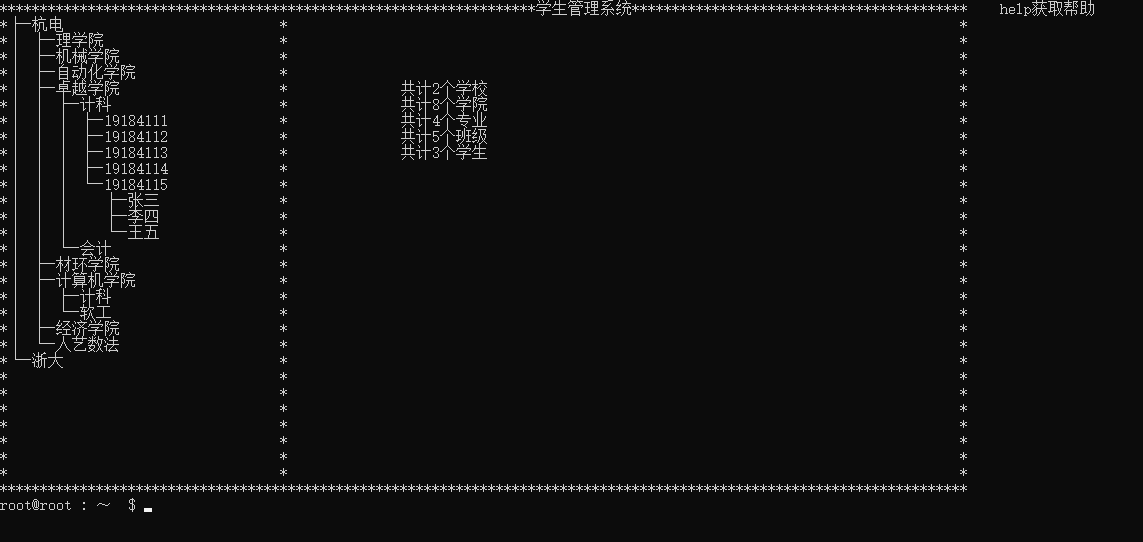 学生管理系统 help获取帮助
杭电
理学院
机械学院
自动化学院
卓越学院 共计2个学校
计科 共计8个学院
19184111 共计4个专业
19184112 共计5个班级
19184113 共计3个学生
19184114
19184115
张三
李四
王五
会计
材环学院
计算机学院
计科
软工
经济学院
人艺数法
浙大
root@root : ～ $